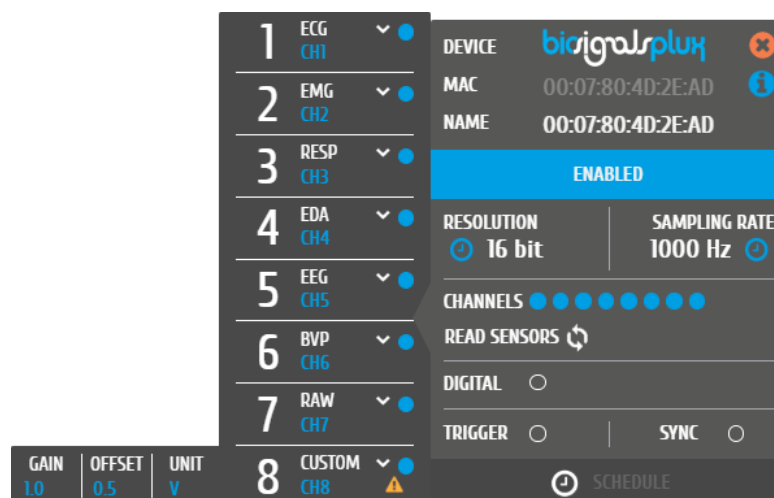 1 ECG
CH1
2 EMG
CH2
3 RESP
CH3
4 EDA
CH4
5 EEG
CH5
6 BVP
CH6
7 RAW
CH7
8 CUSTOM
CH8
GAIN OFFSET UNIT
1.0 0.5 V
DEVICE biosignalsplux
MAC 00:07:80:4D:2E:AD
NAME 00:07:80:4D:2E:AD
ENABLED
RESOLUTION SAMPLING RATE
16 bit 1000 Hz
CHANNELS
READ SENSORS
DIGITAL
TRIGGER SYNC
SCHEDULE